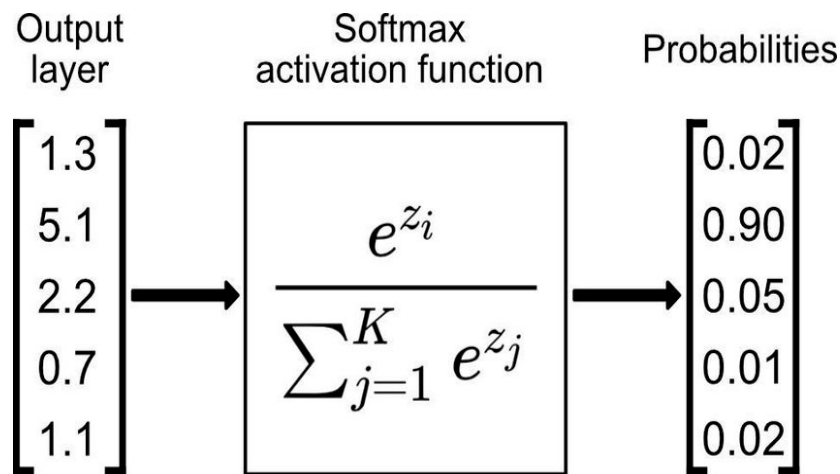 Output
layer
1.3
5.1
2.2
0.7
1.1
Softmax
activation function
e^{z_i}
∑_{j=1}^{K} e^{z_j}
Probabilities
0.02
0.90
0.05
0.01
0.02